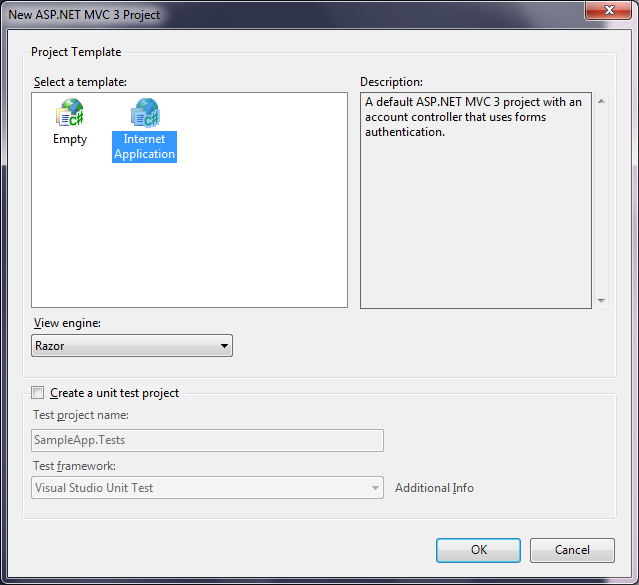 New ASP.NET MVC 3 Project
Project Template
Select a template:
Description:
Empty
Internet
Application
A default ASP.NET MVC 3 project with an
account controller that uses forms
authentication.
View engine:
Razor
Create a unit test project
Test project name:
SampleApp.Tests
Test framework:
Visual Studio Unit Test
Additional Info
OK
Cancel